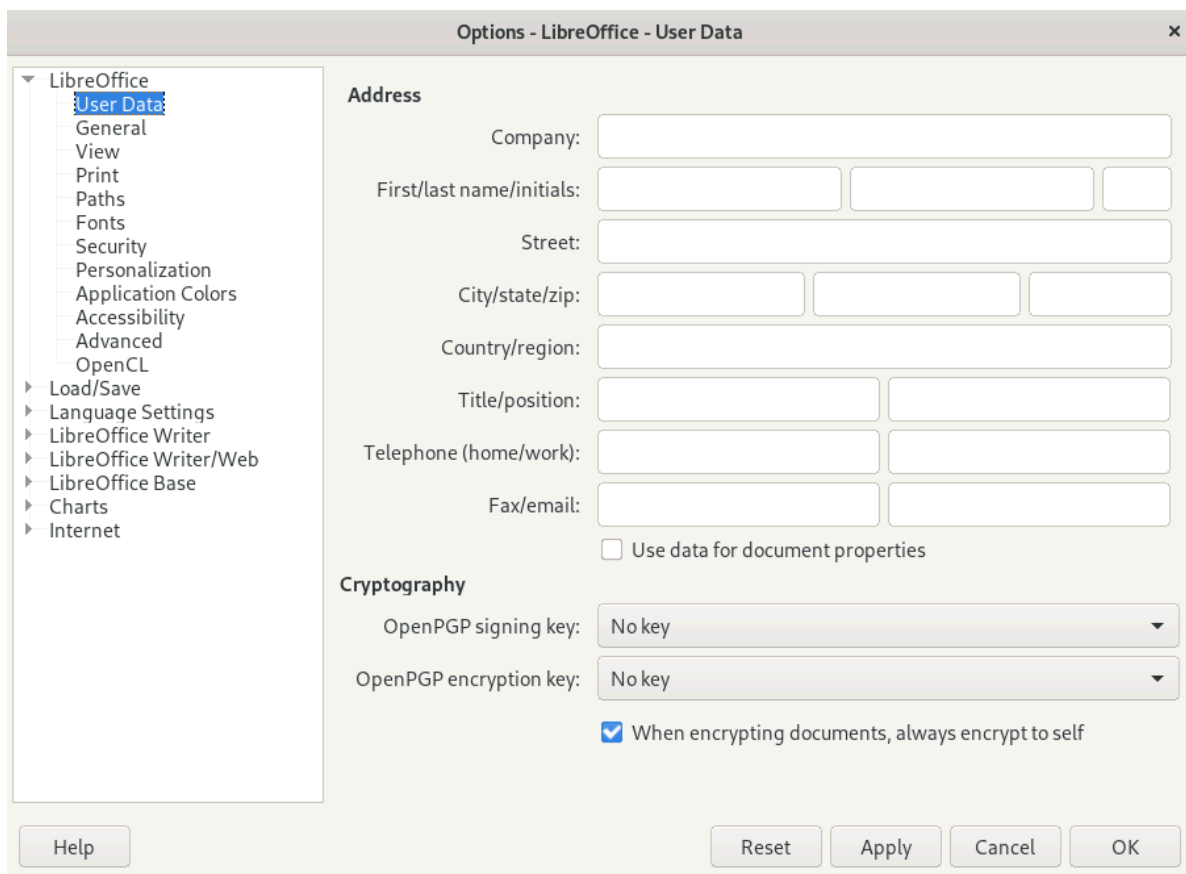 Options - LibreOffice - User Data
LibreOffice
User Data
General
View
Print
Paths
Fonts
Security
Personalization
Application Colors
Accessibility
Advanced
OpenCL
Load/Save
Language Settings
LibreOffice Writer
LibreOffice Writer/Web
LibreOffice Base
Charts
Internet
Address
Company:
First/last name/initials:
Street:
City/state/zip:
Country/region:
Title/position:
Telephone (home/work):
Fax/email:
Use data for document properties
Cryptography
OpenPGP signing key: No key
OpenPGP encryption key: No key
When encrypting documents, always encrypt to self
Help Reset Apply Cancel OK